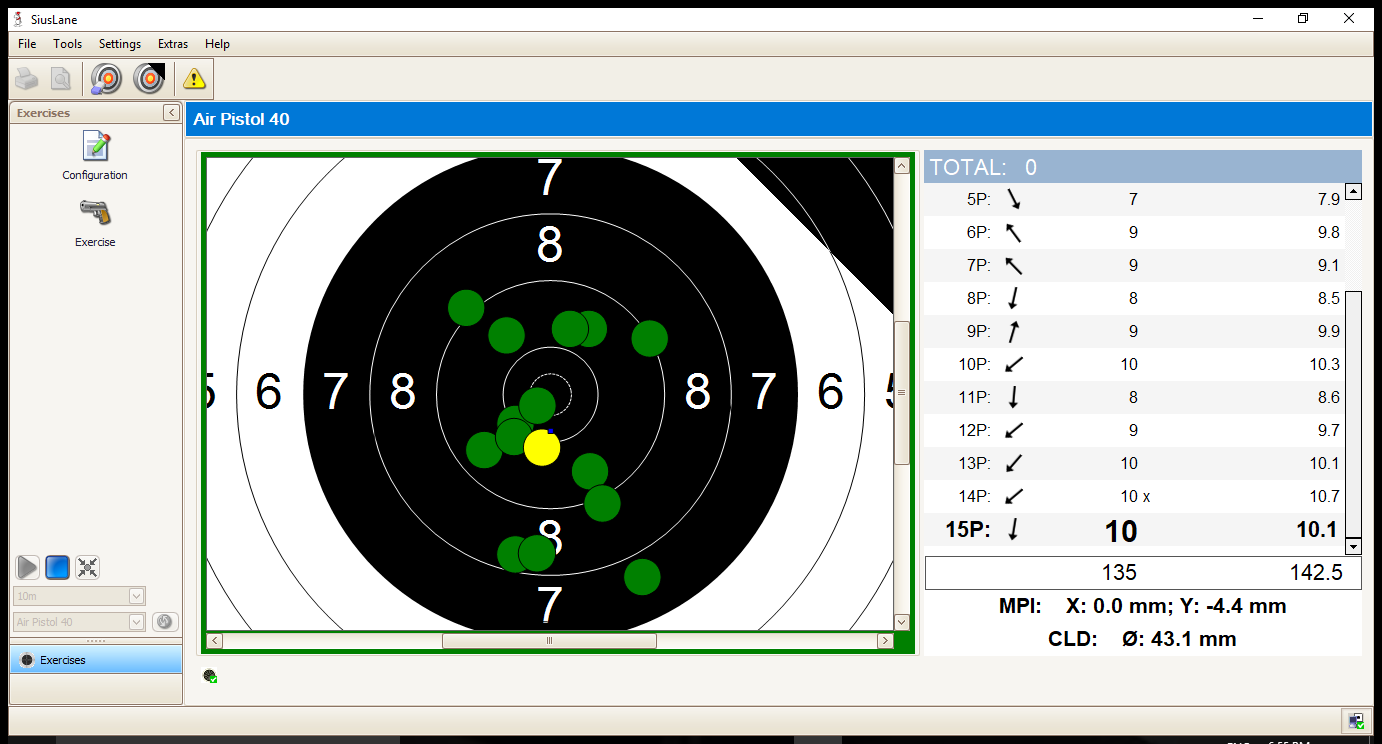 SiusLane
File Tools Settings Extras Help
Exercises
Configuration
Exercise
10m
Air Pistol 40
Exercises
Air Pistol 40
7
8
5 6 7 8 8 7 6 5
8
7
TOTAL: 0
5P: 7 7.9
6P: 9 9.8
7P: 9 9.1
8P: 8 8.5
9P: 9 9.9
10P: 10 10.3
11P: 8 8.6
12P: 9 9.7
13P: 10 10.1
14P: 10 x 10.7
15P: 10 10.1
135 142.5
MPI: X: 0.0 mm; Y: -4.4 mm
CLD: Ø: 43.1 mm